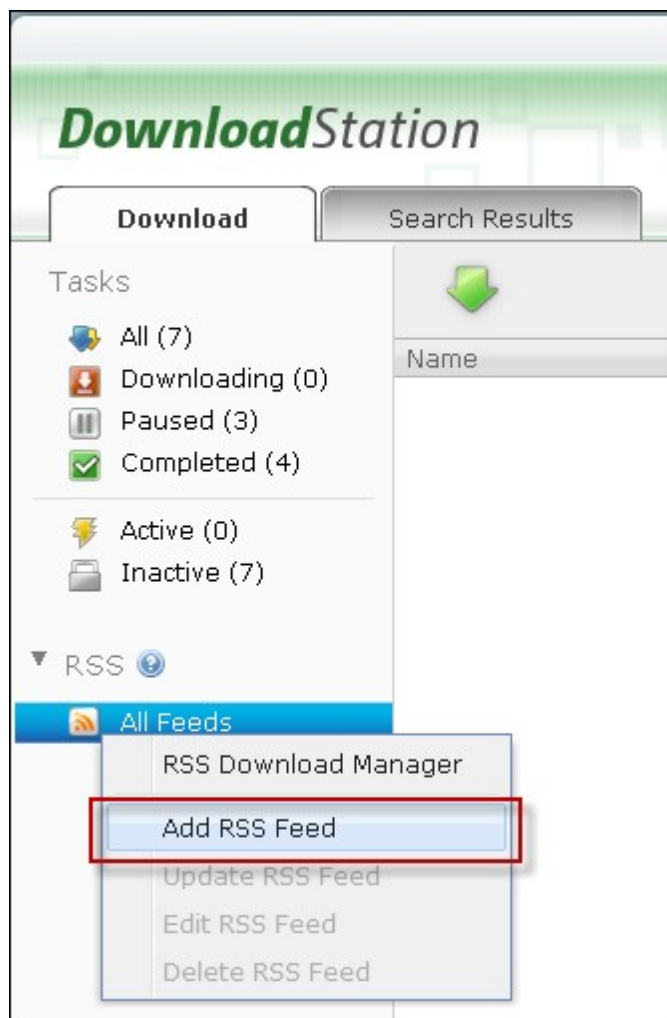 DownloadStation
Download
Search Results
Tasks
All (7)
Downloading (0)
Paused (3)
Completed (4)
Active (0)
Inactive (7)
Name
RSS
All Feeds
RSS Download Manager
Add RSS Feed
Update RSS Feed
Edit RSS Feed
Delete RSS Feed